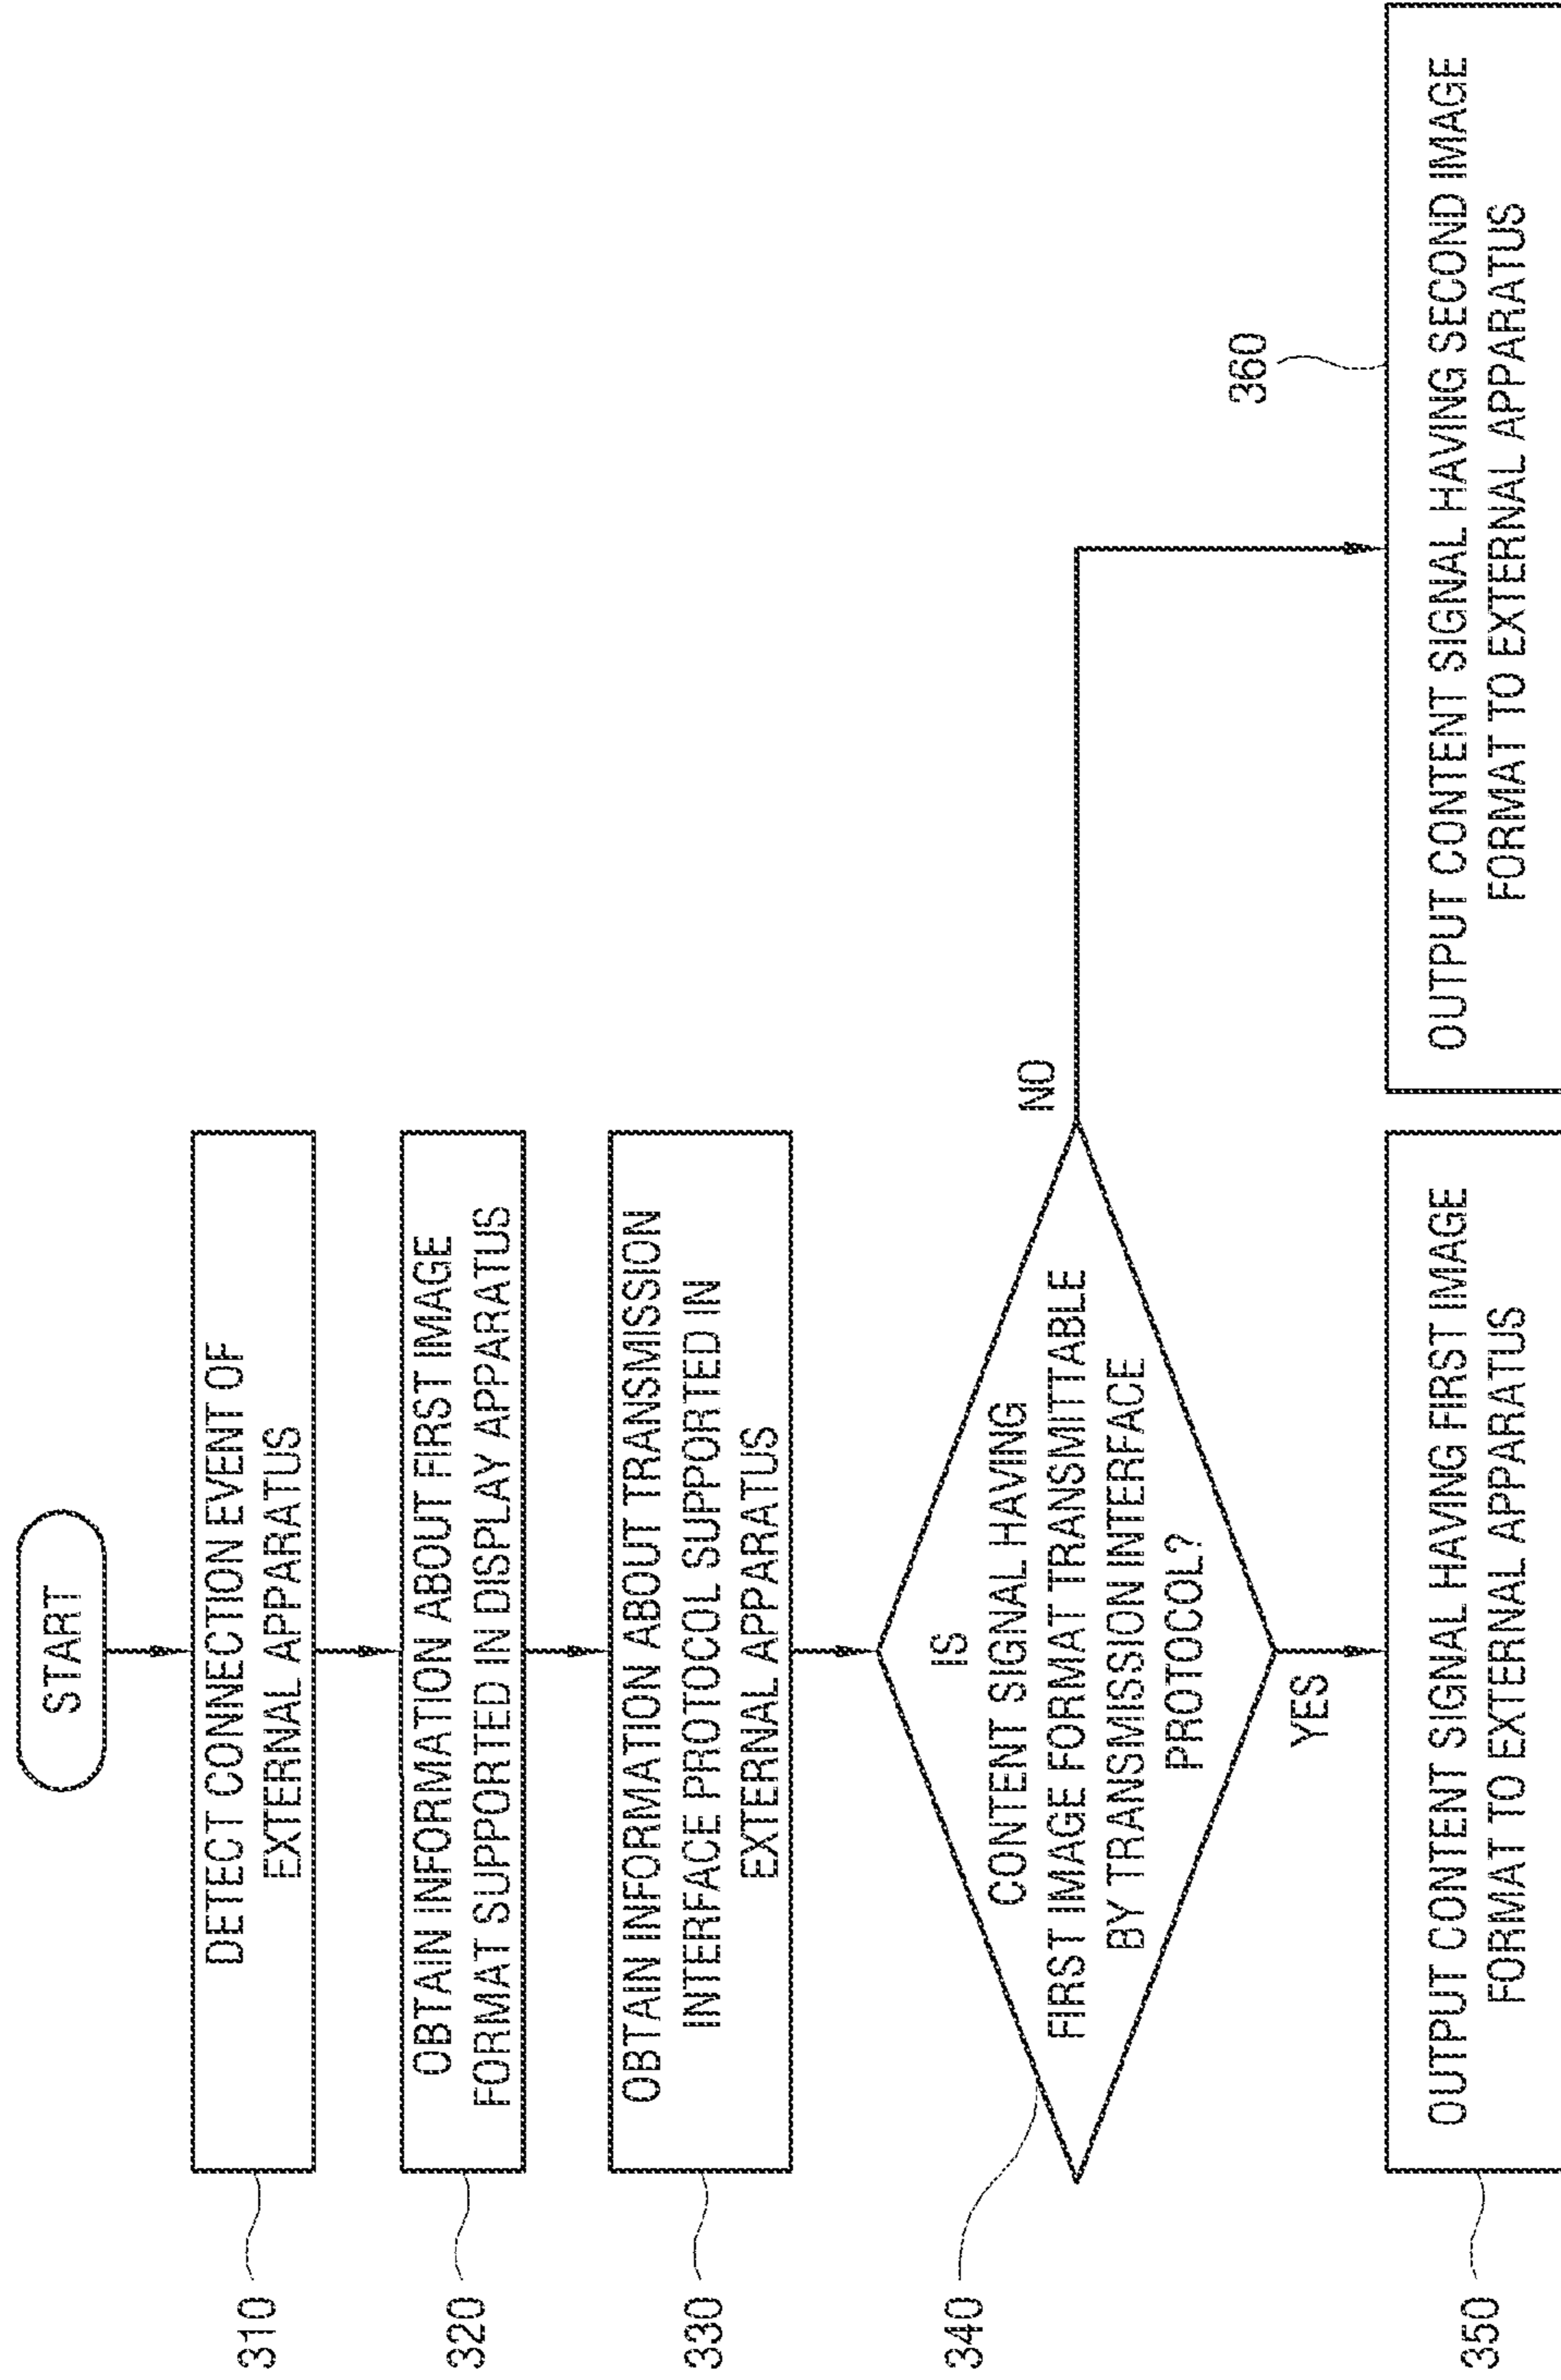 START
310
DETECT CONNECTION EVENT OF
EXTERNAL APPARATUS
320
OBTAIN INFORMATION ABOUT FIRST IMAGE
FORMAT SUPPORTED IN DISPLAY APPARATUS
330
OBTAIN INFORMATION ABOUT TRANSMISSION
INTERFACE PROTOCOL SUPPORTED IN
EXTERNAL APPARATUS
340
IS
CONTENT SIGNAL HAVING
FIRST IMAGE FORMAT TRANSMITTABLE
BY TRANSMISSION INTERFACE
PROTOCOL?
NO
YES
350
OUTPUT CONTENT SIGNAL HAVING FIRST IMAGE
FORMAT TO EXTERNAL APPARATUS
360
OUTPUT CONTENT SIGNAL HAVING SECOND IMAGE
FORMAT TO EXTERNAL APPARATUS